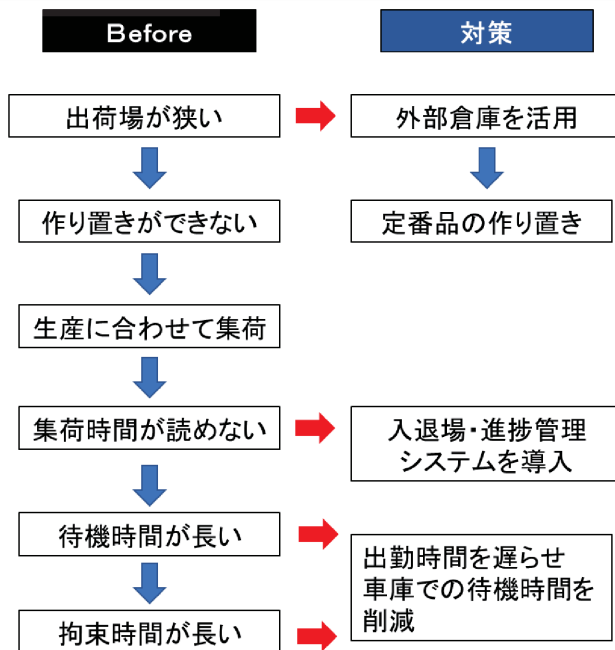 Before
対策
出荷場が狭い
外部倉庫を活用
作り置きができない
定番品の作り置き
生産に合わせて集荷
集荷時間が読めない
入退場・進捗管理
システムを導入
待機時間が長い
出勤時間を遅らせ
車庫での待機時間を
削減
拘束時間が長い